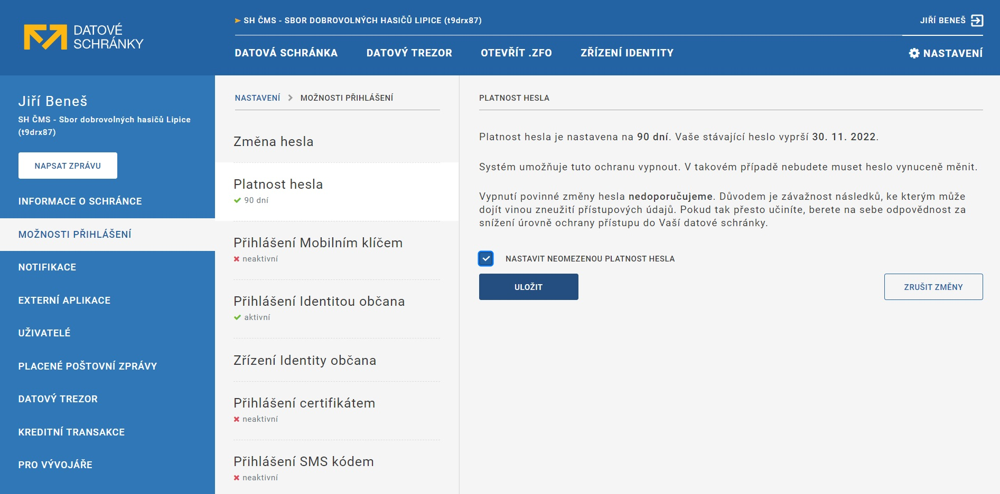 DATOVÉ
SCHRÁNKY
SH ČMS - SBOR DOBROVOLNÝCH HASIČŮ LIPICE (t9drx87)
JIŘÍ BENEŠ
DATOVÁ SCHRÁNKA
DATOVÝ TREZOR
OTEVŘÍT .ZFO
ZŘÍZENÍ IDENTITY
NASTAVENÍ
Jiří Beneš
SH ČMS - Sbor dobrovolných hasičů Lipice
(t9drx87)
NAPSAT ZPRÁVU
INFORMACE O SCHRÁNCE
MOŽNOSTI PŘIHLÁŠENÍ
NOTIFIKACE
EXTERNÍ APLIKACE
UŽIVATELÉ
PLACENÉ POŠTOVNÍ ZPRÁVY
DATOVÝ TREZOR
KREDITNÍ TRANSAKCE
PRO VÝVOJÁŘE
NASTAVENÍ > MOŽNOSTI PŘIHLÁŠENÍ
Změna hesla
Platnost hesla
90 dní
Přihlášení Mobilním klíčem
neaktivní
Přihlášení Identitou občana
aktivní
Zřízení Identity občana
Přihlášení certifikátem
neaktivní
Přihlášení SMS kódem
neaktivní
PLATNOST HESLA
Platnost hesla je nastavena na 90 dní. Vaše stávající heslo vyprší 30. 11. 2022.
Systém umožňuje tuto ochranu vypnout. V takovém případě nebudete muset heslo vynuceně měnit.
Vypnutí povinné změny hesla nedoporučujeme. Důvodem je závažnost následků, ke kterým může
dojít vinou zneužití přístupových údajů. Pokud tak přesto učiníte, berete na sebe odpovědnost za
snížení úrovně ochrany přístupu do Vaší datové schránky.
NASTAVIT NEOMEZENOU PLATNOST HESLA
ULOŽIT
ZRUŠIT ZMĚNY